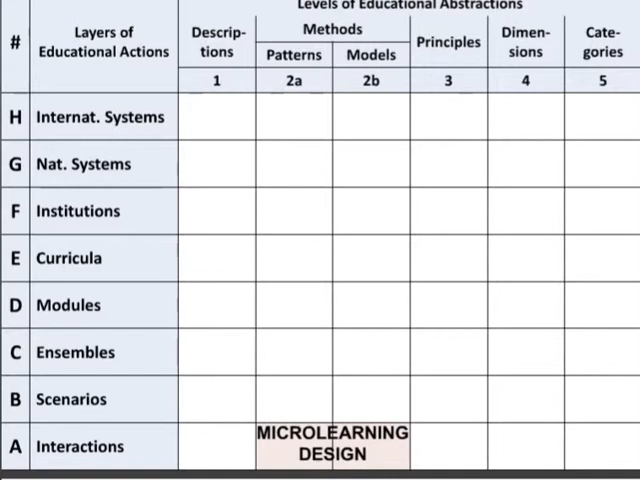 Levels of Educational Abstractions
# Layers of Educational Actions Descrip- tions Methods Principles Dimen- sions Cate- gories
Patterns Models
1 2a 2b 3 4 5
H Internat. Systems
G Nat. Systems
F Institutions
E Curricula
D Modules
C Ensembles
B Scenarios
A Interactions
MICROLEARNING
DESIGN